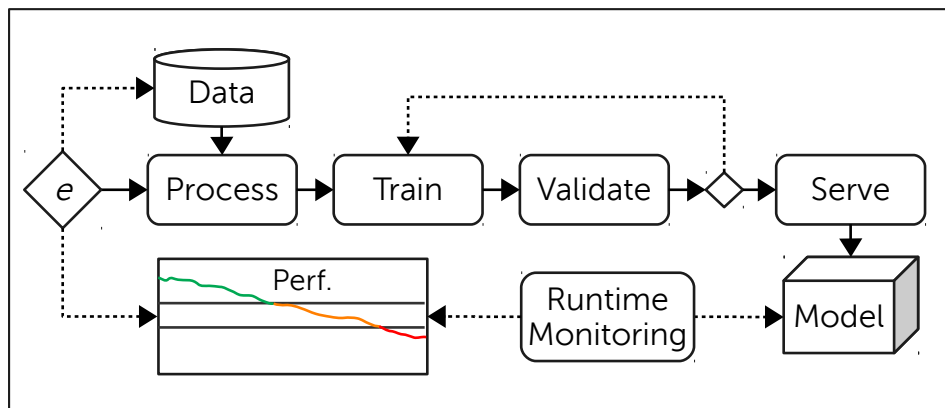 Data
e
Process
Train
Validate
Serve
Perf.
Runtime
Monitoring
Model